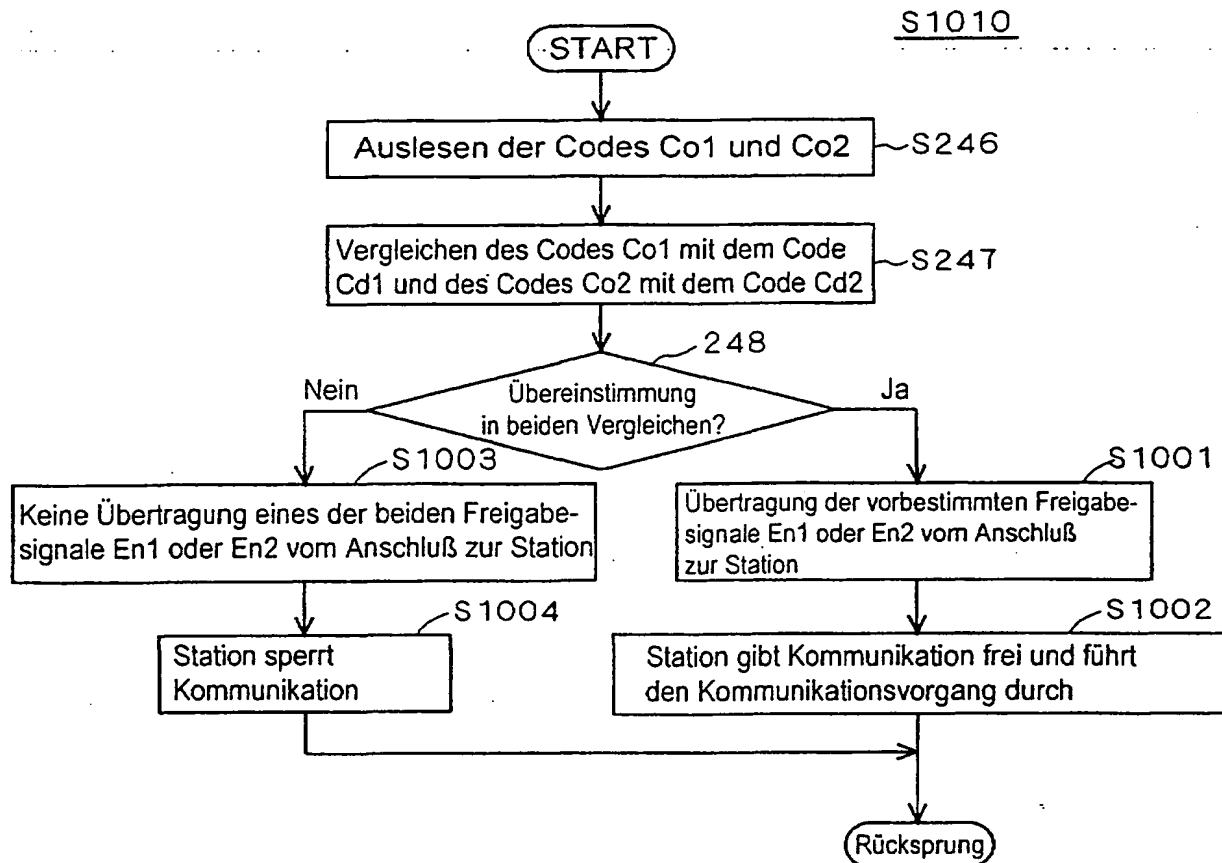 S1010
START
Auslesen der Codes Co1 und Co2
S246
Vergleichen des Codes Co1 mit dem Code
Cd1 und des Codes Co2 mit dem Code Cd2
S247
248
Nein
Übereinstimmung
in beiden Vergleichen?
Ja
S1003
Keine Übertragung eines der beiden Freigabe-
signale En1 oder En2 vom Anschluß zur Station
S1001
Übertragung der vorbestimmten Freigabe-
signale En1 oder En2 vom Anschluß
zur Station
S1004
Station sperrt
Kommunikation
S1002
Station gibt Kommunikation frei und führt
den Kommunikationsvorgang durch
Rücksprung